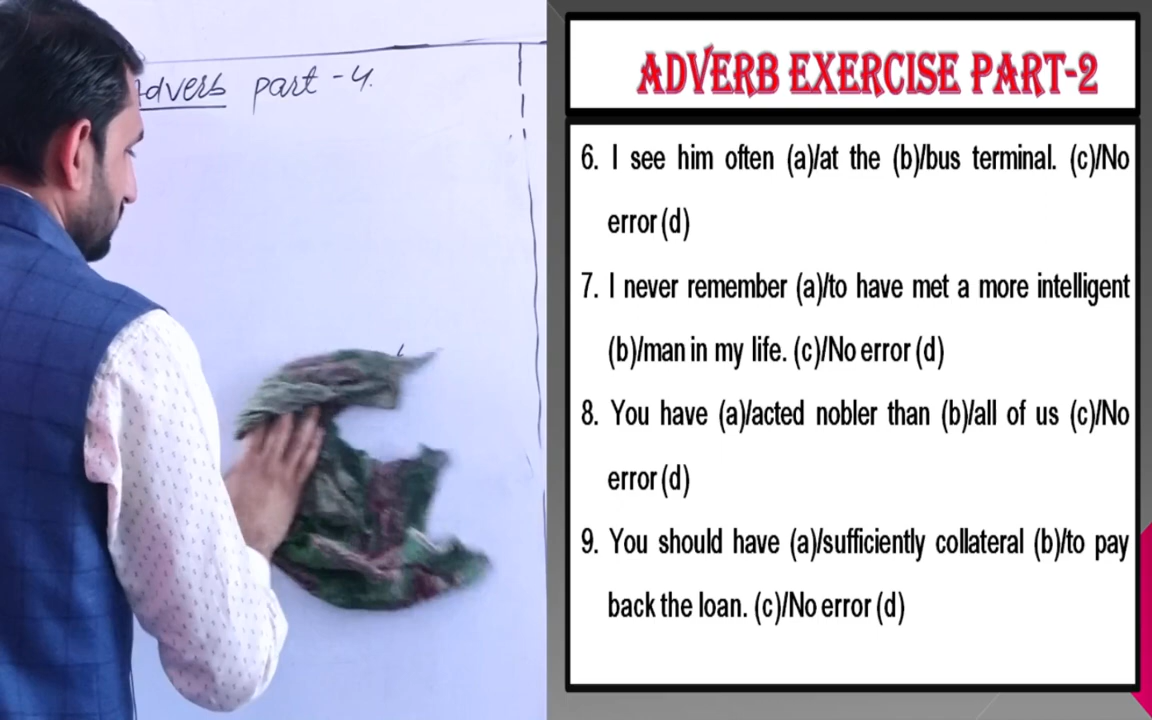 Adverb part - 4.
ADVERB EXERCISE PART-2
6. I see him often (a)/at the (b)/bus terminal. (c)/No
error (d)
7. I never remember (a)/to have met a more intelligent
(b)/man in my life. (c)/No error (d)
8. You have (a)/acted nobler than (b)/all of us (c)/No
error (d)
9. You should have (a)/sufficiently collateral (b)/to pay
back the loan. (c)/No error (d)